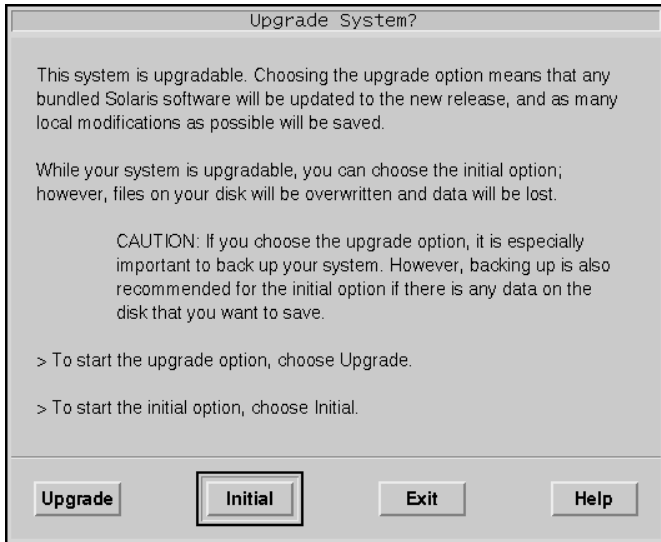 Upgrade System?
This system is upgradable. Choosing the upgrade option means that any
bundled Solaris software will be updated to the new release, and as many
local modifications as possible will be saved.
While your system is upgradable, you can choose the initial option;
however, files on your disk will be overwritten and data will be lost.
CAUTION: If you choose the upgrade option, it is especially
important to back up your system. However, backing up is also
recommended for the initial option if there is any data on the
disk that you want to save.
> To start the upgrade option, choose Upgrade.
> To start the initial option, choose Initial.
Upgrade Initial Exit Help